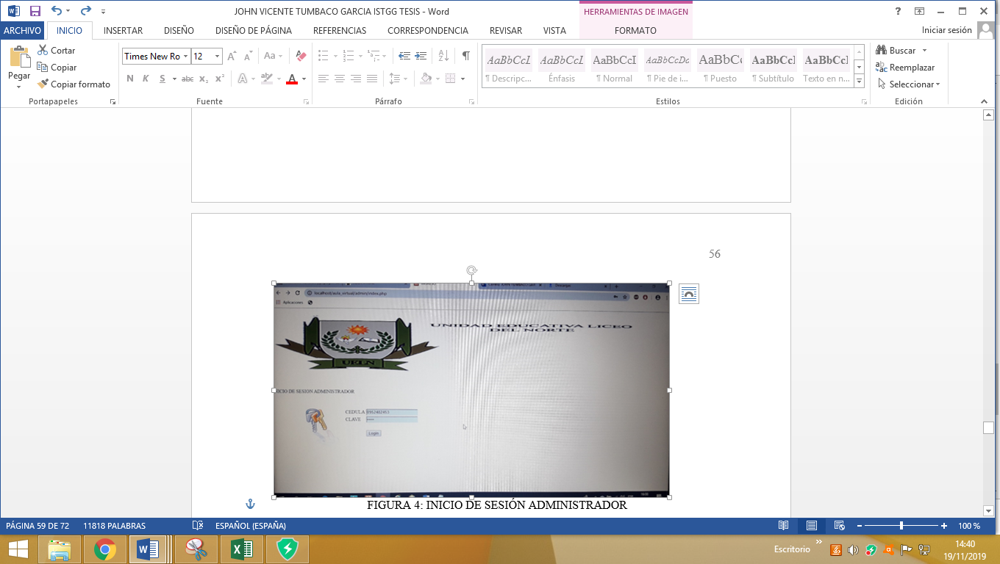 JOHN VICENTE TUMBACO GARCIA ISTGG TESIS - Word
HERRAMIENTAS DE IMAGEN
?
ARCHIVO INICIO INSERTAR DISEÑO DISEÑO DE PÁGINA REFERENCIAS CORRESPONDENCIA REVISAR VISTA FORMATO Iniciar sesión
Pegar
Cortar
Copiar
Copiar formato
Portapapeles
Times New Ro 12 A A Aa
N K S abc x₂ x² A ab A
Fuente
Párrafo
AaBbCcI AaBbCcL AaBbCcI AaBbCcDc AaBbC AaBbCcI AaBbCcI
¶ Descripc... Énfasis ¶ Normal ¶ Pie de i... ¶ Puesto ¶ Subtítulo Texto en n...
Estilos
Buscar
Reemplazar
Seleccionar
Edición
56
localhost/aula_virtual/admin/index.php
Aplicaciones
UNIDAD EDUCATIVA LICEO
DEL NORTE
UELN
ICIO DE SESION ADMINISTRADOR
CEDULA 0952482453
CLAVE
Login
FIGURA 4: INICIO DE SESIÓN ADMINISTRADOR
PÁGINA 59 DE 72 11818 PALABRAS ESPAÑOL (ESPAÑA) 100 %
Escritorio
14:40
19/11/2019